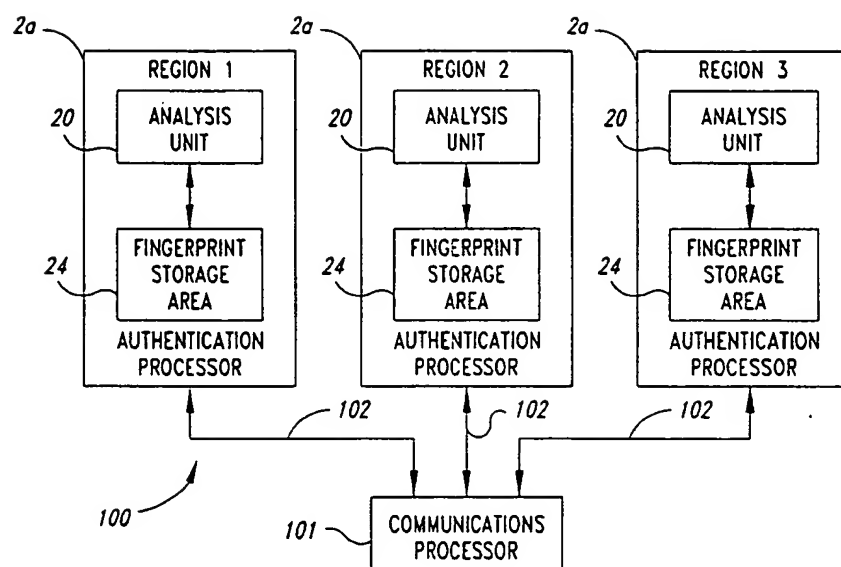 2a
REGION 1
20
ANALYSIS
UNIT
24
FINGERPRINT
STORAGE
AREA
AUTHENTICATION
PROCESSOR
2a
REGION 2
20
ANALYSIS
UNIT
24
FINGERPRINT
STORAGE
AREA
AUTHENTICATION
PROCESSOR
2a
REGION 3
20
ANALYSIS
UNIT
24
FINGERPRINT
STORAGE
AREA
AUTHENTICATION
PROCESSOR
102
102
102
100
101
COMMUNICATIONS
PROCESSOR